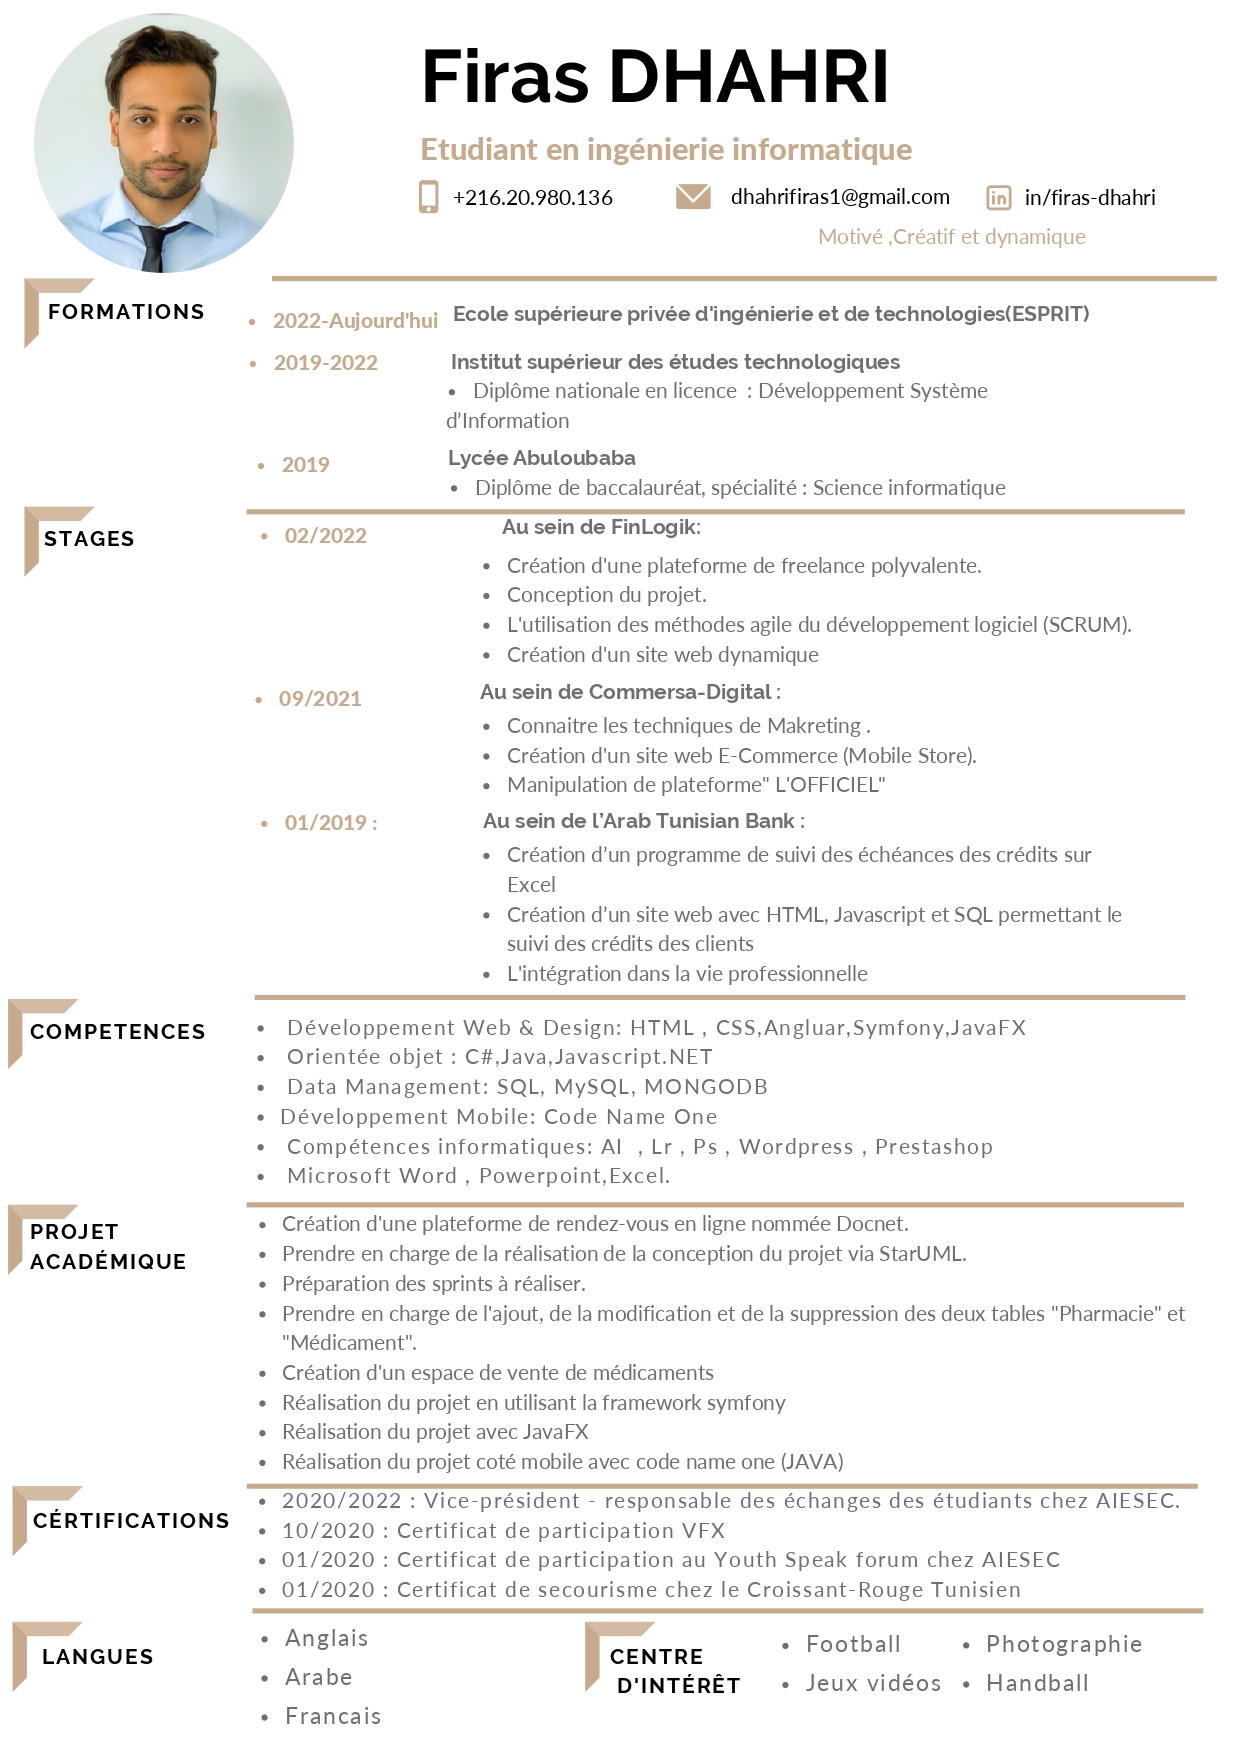 Firas DHAHRI
Etudiant en ingénierie informatique
+216.20.980.136 dhahrifiras1@gmail.com in/firas-dhahri
Motivé ,Créatif et dynamique
FORMATIONS
• 2022-Aujourd'hui Ecole supérieure privée d'ingénierie et de technologies(ESPRIT)
• 2019-2022 Institut supérieur des études technologiques
• Diplôme nationale en licence : Développement Système
d’Information
• 2019 Lycée Abuloubaba
• Diplôme de baccalauréat, spécialité : Science informatique
STAGES
• 02/2022 Au sein de FinLogik:
• Création d'une plateforme de freelance polyvalente.
• Conception du projet.
• L'utilisation des méthodes agile du développement logiciel (SCRUM).
• Création d'un site web dynamique
• 09/2021 Au sein de Commersa-Digital :
• Connaitre les techniques de Makreting .
• Création d'un site web E-Commerce (Mobile Store).
• Manipulation de plateforme" L'OFFICIEL"
• 01/2019 : Au sein de l’Arab Tunisian Bank :
• Création d’un programme de suivi des échéances des crédits sur
Excel
• Création d’un site web avec HTML, Javascript et SQL permettant le
suivi des crédits des clients
• L'intégration dans la vie professionnelle
COMPETENCES
• Développement Web & Design: HTML , CSS,Angluar,Symfony,JavaFX
• Orientée objet : C#,Java,Javascript.NET
• Data Management: SQL, MySQL, MONGODB
• Développement Mobile: Code Name One
• Compétences informatiques: AI , Lr , Ps , Wordpress , Prestashop
• Microsoft Word , Powerpoint,Excel.
PROJET
ACADÉMIQUE
• Création d'une plateforme de rendez-vous en ligne nommée Docnet.
• Prendre en charge de la réalisation de la conception du projet via StarUML.
• Préparation des sprints à réaliser.
• Prendre en charge de l'ajout, de la modification et de la suppression des deux tables "Pharmacie" et
"Médicament".
• Création d'un espace de vente de médicaments
• Réalisation du projet en utilisant la framework symfony
• Réalisation du projet avec JavaFX
• Réalisation du projet coté mobile avec code name one (JAVA)
CÉRTIFICATIONS
• 2020/2022 : Vice-président - responsable des échanges des étudiants chez AIESEC.
• 10/2020 : Certificat de participation VFX
• 01/2020 : Certificat de participation au Youth Speak forum chez AIESEC
• 01/2020 : Certificat de secourisme chez le Croissant-Rouge Tunisien
LANGUES
• Anglais
• Arabe
• Francais
CENTRE
D'INTÉRÊT
• Football • Photographie
• Jeux vidéos • Handball